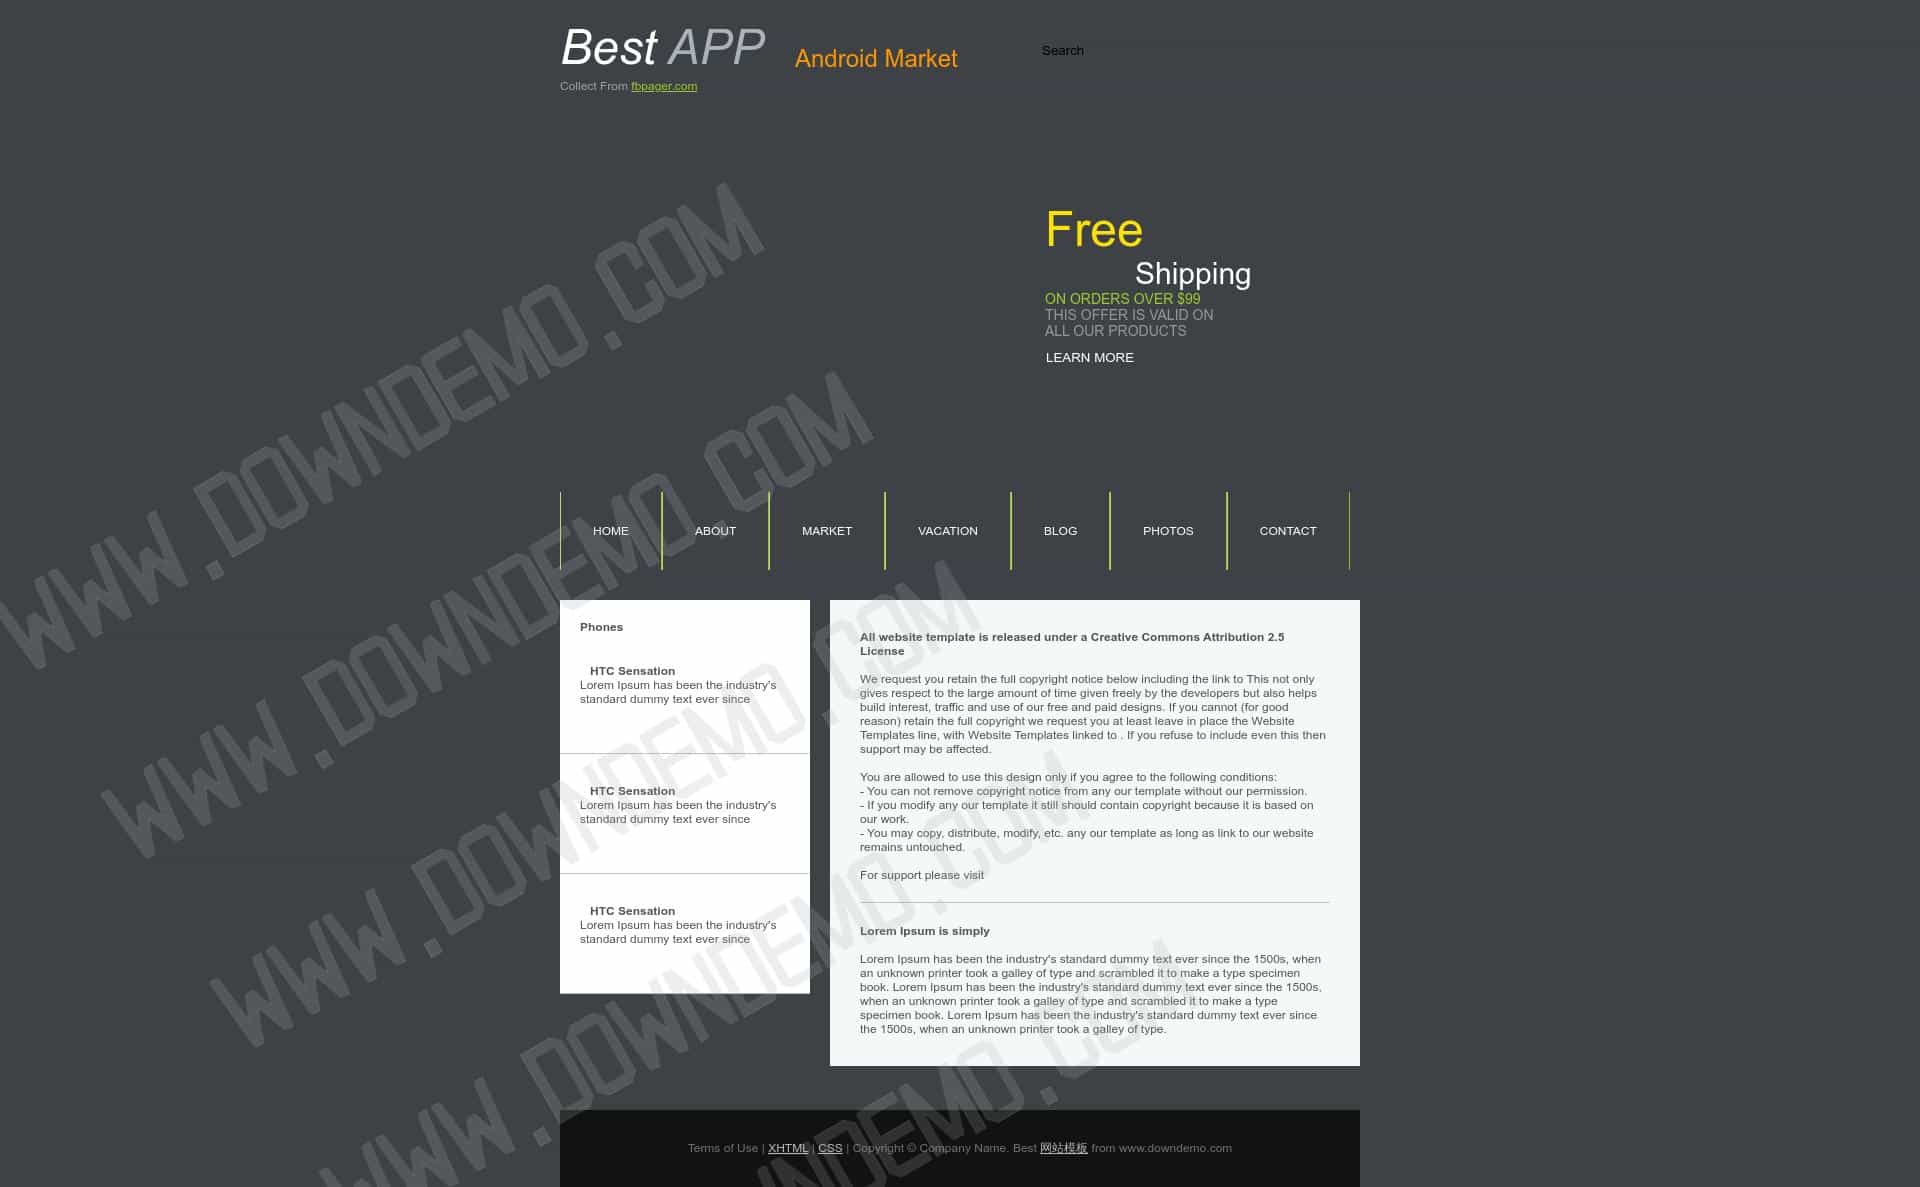 Best APP
Android Market
Search
Collect From fbpager.com
Free
Shipping
ON ORDERS OVER $99
THIS OFFER IS VALID ON
ALL OUR PRODUCTS
LEARN MORE
HOME
ABOUT
MARKET
VACATION
BLOG
PHOTOS
CONTACT
Phones
HTC Sensation
Lorem Ipsum has been the industry's
standard dummy text ever since
HTC Sensation
Lorem Ipsum has been the industry's
standard dummy text ever since
HTC Sensation
Lorem Ipsum has been the industry's
standard dummy text ever since
All website template is released under a Creative Commons Attribution 2.5
License
We request you retain the full copyright notice below including the link to This not only
gives respect to the large amount of time given freely by the developers but also helps
build interest, traffic and use of our free and paid designs. If you cannot (for good
reason) retain the full copyright we request you at least leave in place the Website
Templates line, with Website Templates linked to . If you refuse to include even this then
support may be affected.
You are allowed to use this design only if you agree to the following conditions:
- You can not remove copyright notice from any our template without our permission.
- If you modify any our template it still should contain copyright because it is based on
our work.
- You may copy, distribute, modify, etc. any our template as long as link to our website
remains untouched.
For support please visit
Lorem Ipsum is simply
Lorem Ipsum has been the industry's standard dummy text ever since the 1500s, when
an unknown printer took a galley of type and scrambled it to make a type specimen
book. Lorem Ipsum has been the industry's standard dummy text ever since the 1500s,
when an unknown printer took a galley of type and scrambled it to make a type
specimen book. Lorem Ipsum has been the industry's standard dummy text ever since
the 1500s, when an unknown printer took a galley of type.
Terms of Use | XHTML | CSS | Copyright © Company Name. Best 网站模板 from www.downdemo.com
WWW.DOWNDEMO.COM
WWW.DOWNDEMO.COM
WWW.DOWNDEMO.COM
WWW.DOWNDEMO.COM
NDEMO.COM